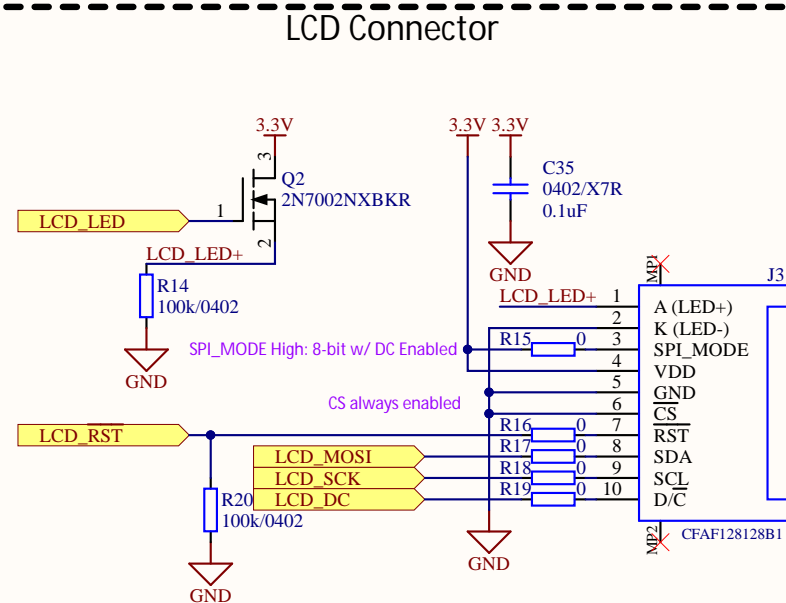 LCD Connector
3.3V
3.3V 3.3V
3
C35
0402/X7R
0.1uF
Q2
2N7002NXBKR
1
LCD_LED
2
LCD_LED+
GND
R14
100k/0402
MP1
J3
LCD_LED+ 1 A (LED+)
2 K (LED-)
SPI_MODE High: 8-bit w/ DC Enabled R15 0 3 SPI_MODE
4 VDD
GND
5 GND
CS always enabled 6 CS
LCD_RST R16 0 7 RST
LCD_MOSI R17 0 8 SDA
LCD_SCK R18 0 9 SCL
LCD_DC R19 0 10 D/C
R20
100k/0402
MP2
CFAF128128B1
GND
GND